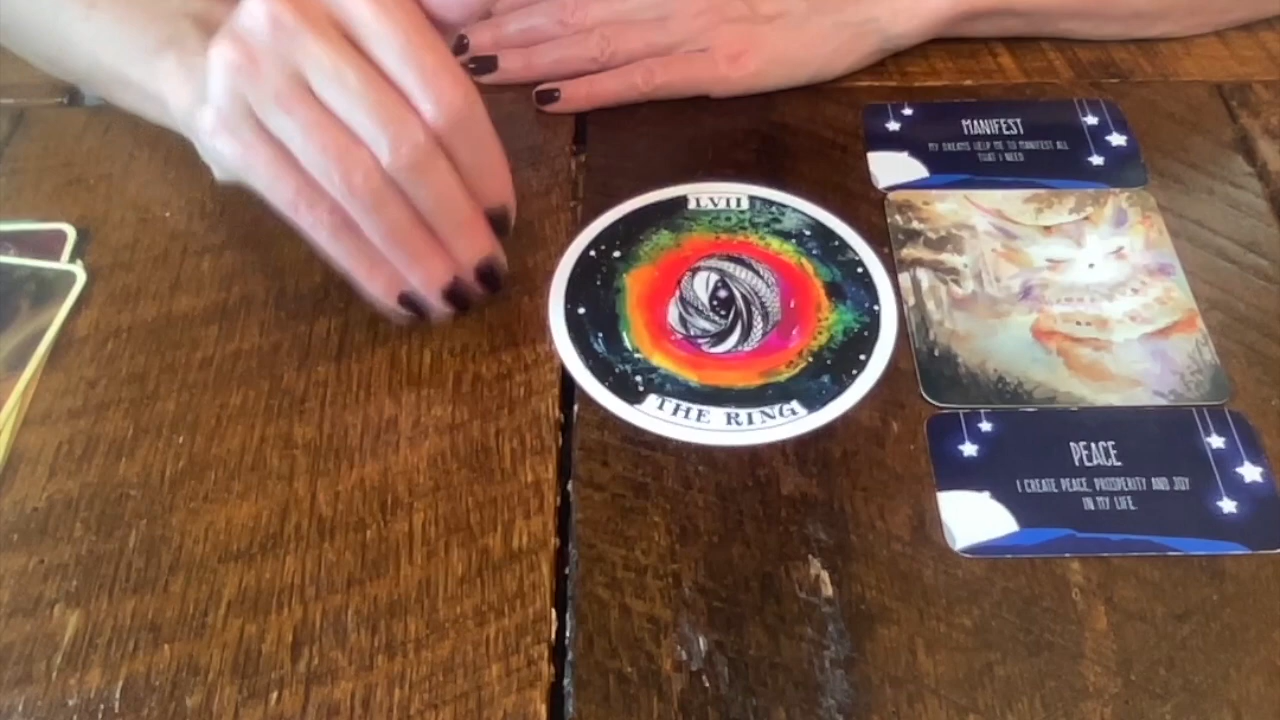 LVII
THE RING
MANIFEST
MY DREAMS HELP ME TO MANIFEST ALL
THAT I NEED
PEACE
I CREATE PEACE, PROSPERITY AND JOY
IN MY LIFE.